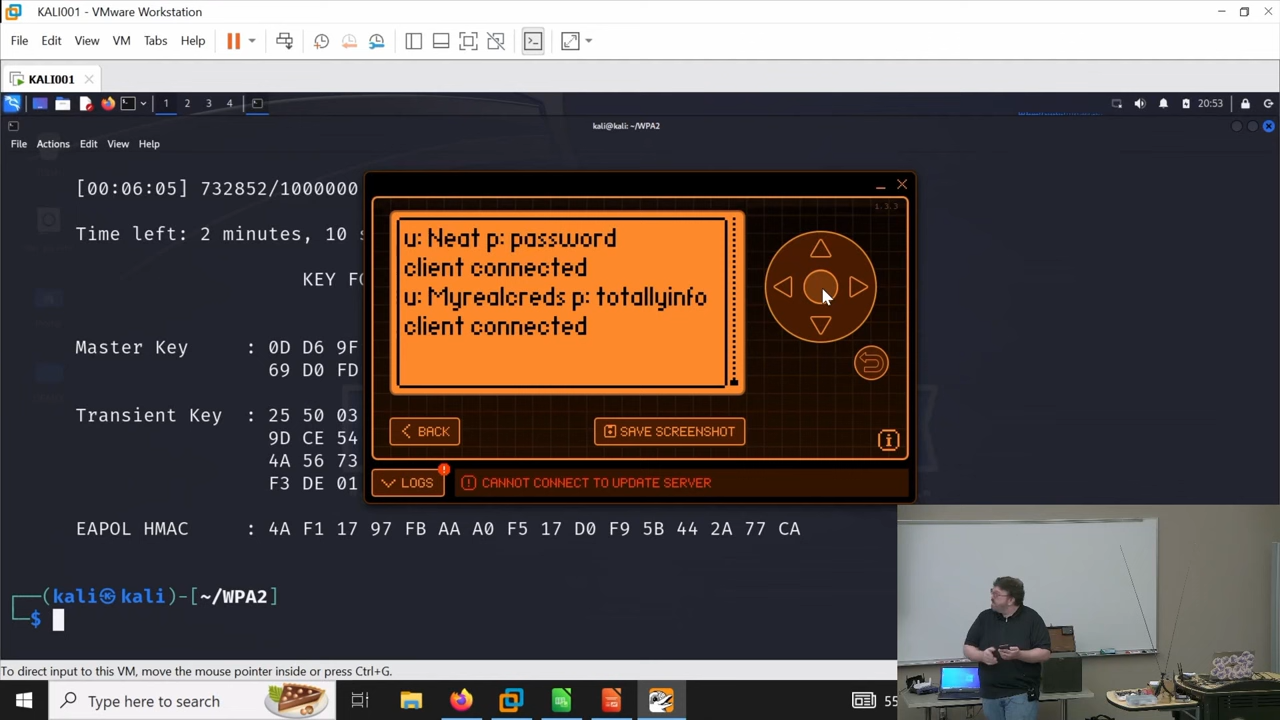 KALI001 - VMware Workstation
File Edit View VM Tabs Help
KALI001
1 2 3 4
20:53
kali@kali: ~/WPA2
File Actions Edit View Help
[00:06:05] 732852/1000000
Time left: 2 minutes, 10 s
KEY FO
Master Key : 0D D6 9F
69 D0 FD
Transient Key : 25 50 03
9D CE 54
4A 56 73
F3 DE 01
EAPOL HMAC : 4A F1 17 97 FB AA A0 F5 17 D0 F9 5B 44 2A 77 CA
1.3.3
u: Neat p: password
client connected
u: Myrealcreds p: totallyinfo
client connected
BACK
SAVE SCREENSHOT
LOGS
CANNOT CONNECT TO UPDATE SERVER
(kali㉿kali)-[~/WPA2]
$
To direct input to this VM, move the mouse pointer inside or press Ctrl+G.
Type here to search
55